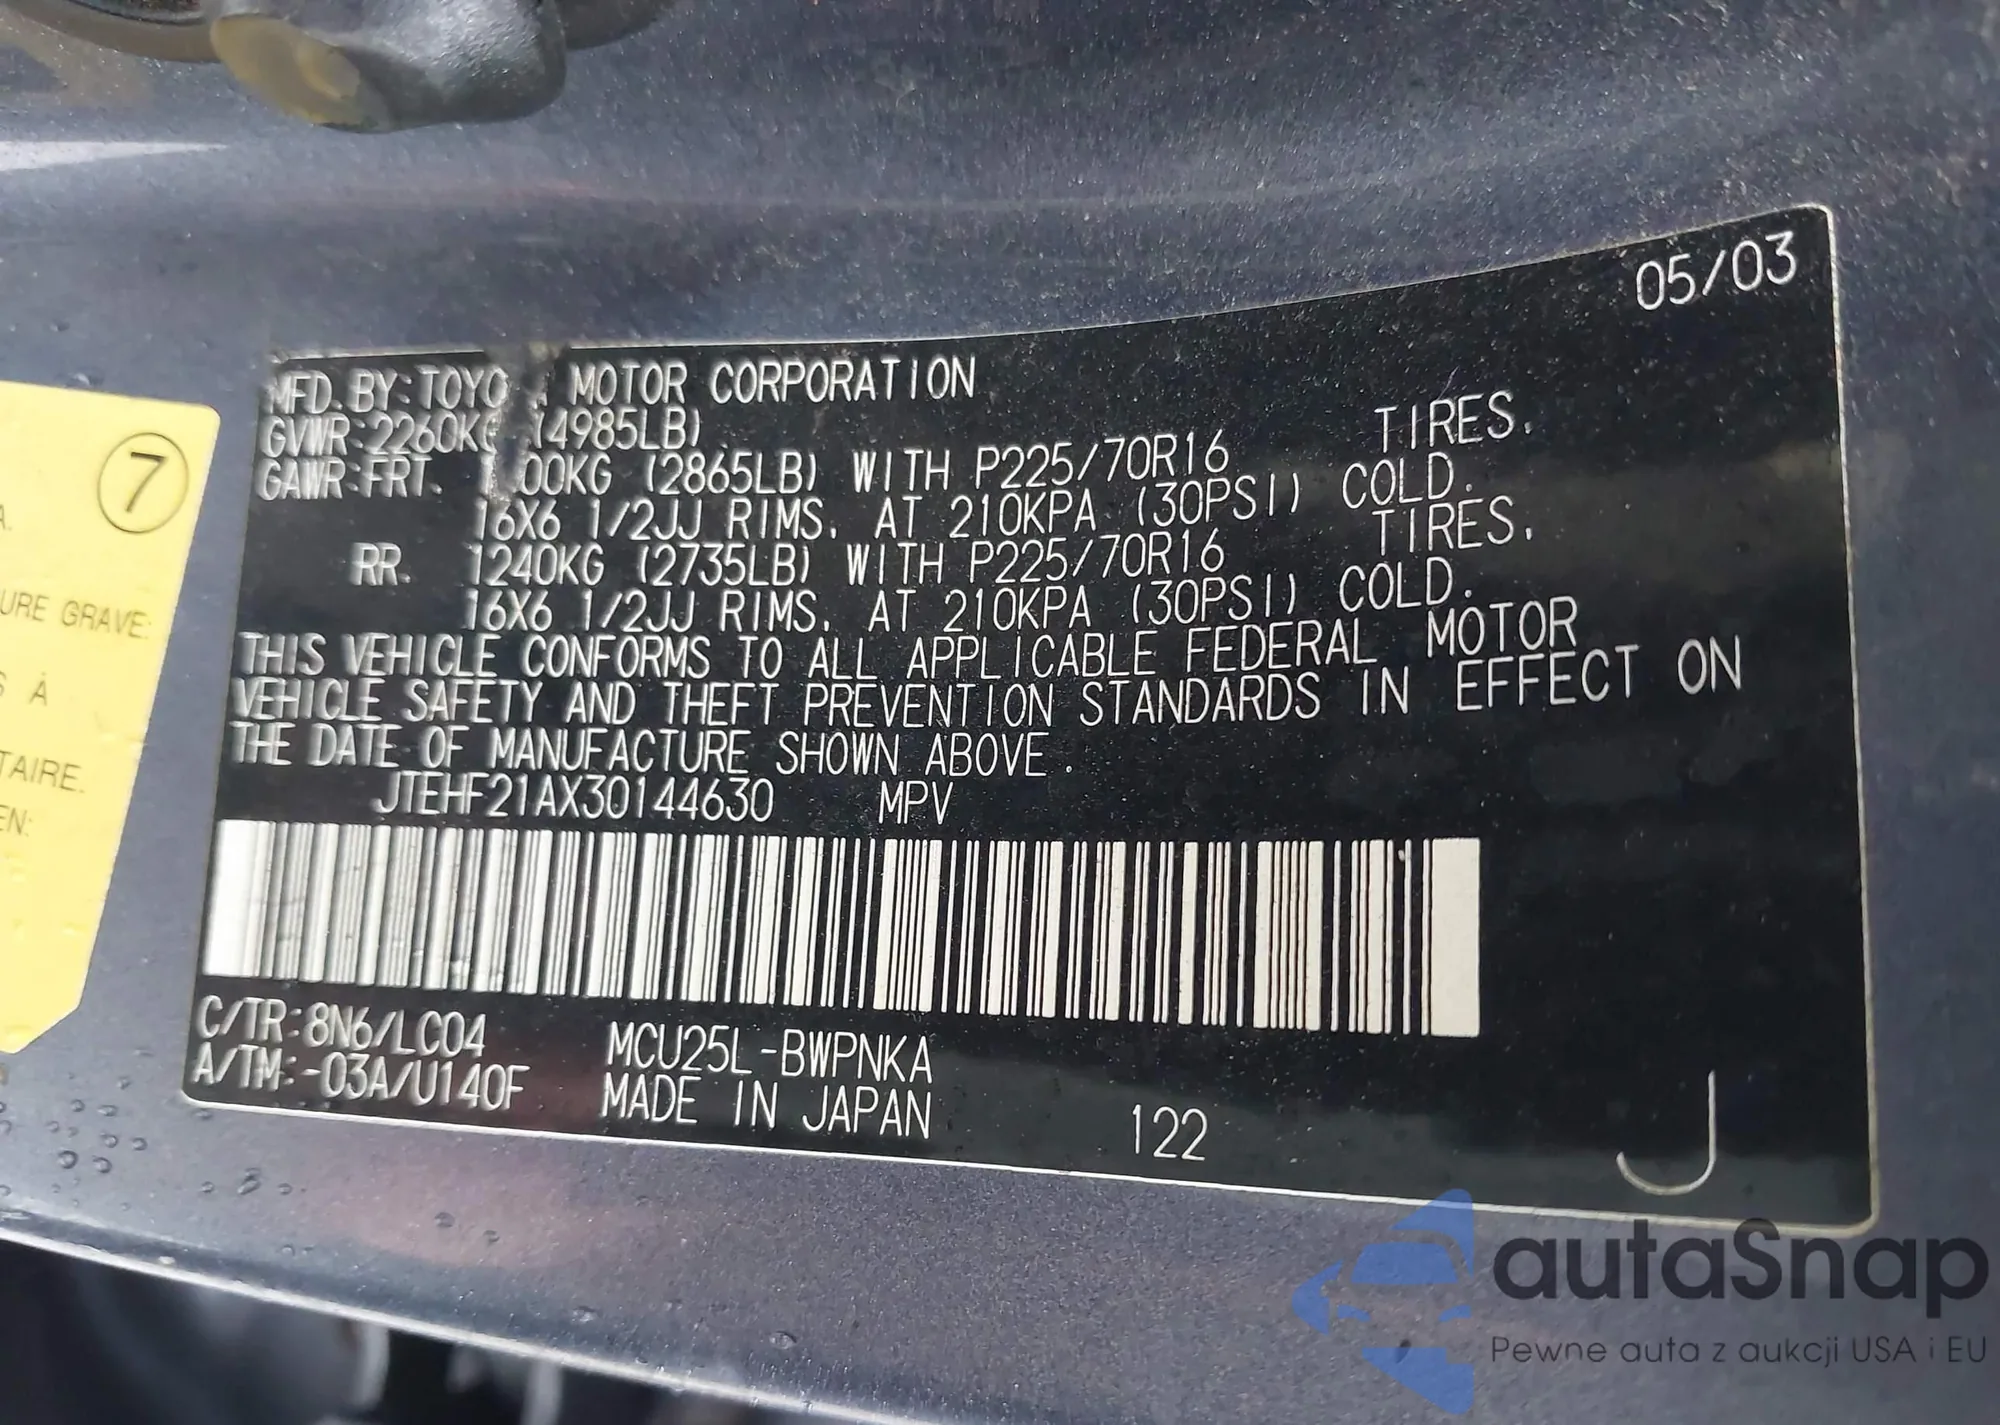 05/03
MFD. BY: MOTOR CORPORATION
GVWR: (4985LB)
GAWR:FRT. (2865LB) WITH P225/70R16 TIRES.
16X6 1/2JJ RIMS. AT 210KPA (30PSI) COLD.
RR. 1240KG (2735LB) WITH P225/70R16 TIRES.
16X6 1/2JJ RIMS. AT 210KPA (30PSI) COLD.
THIS VEHICLE CONFORMS TO ALL APPLICABLE FEDERAL MOTOR
VEHICLE SAFETY AND THEFT PREVENTION STANDARDS IN EFFECT ON
THE DATE OF MANUFACTURE SHOWN ABOVE.
JTEHF21AX30144630 MPV
C/TR:8N6/LC04 MCU25L-BWPNKA
A/TM:-03A/U140F MADE IN JAPAN
122
J
7
GRAVE:
À
autaSnap
Pewne auta z aukcji USA i EU